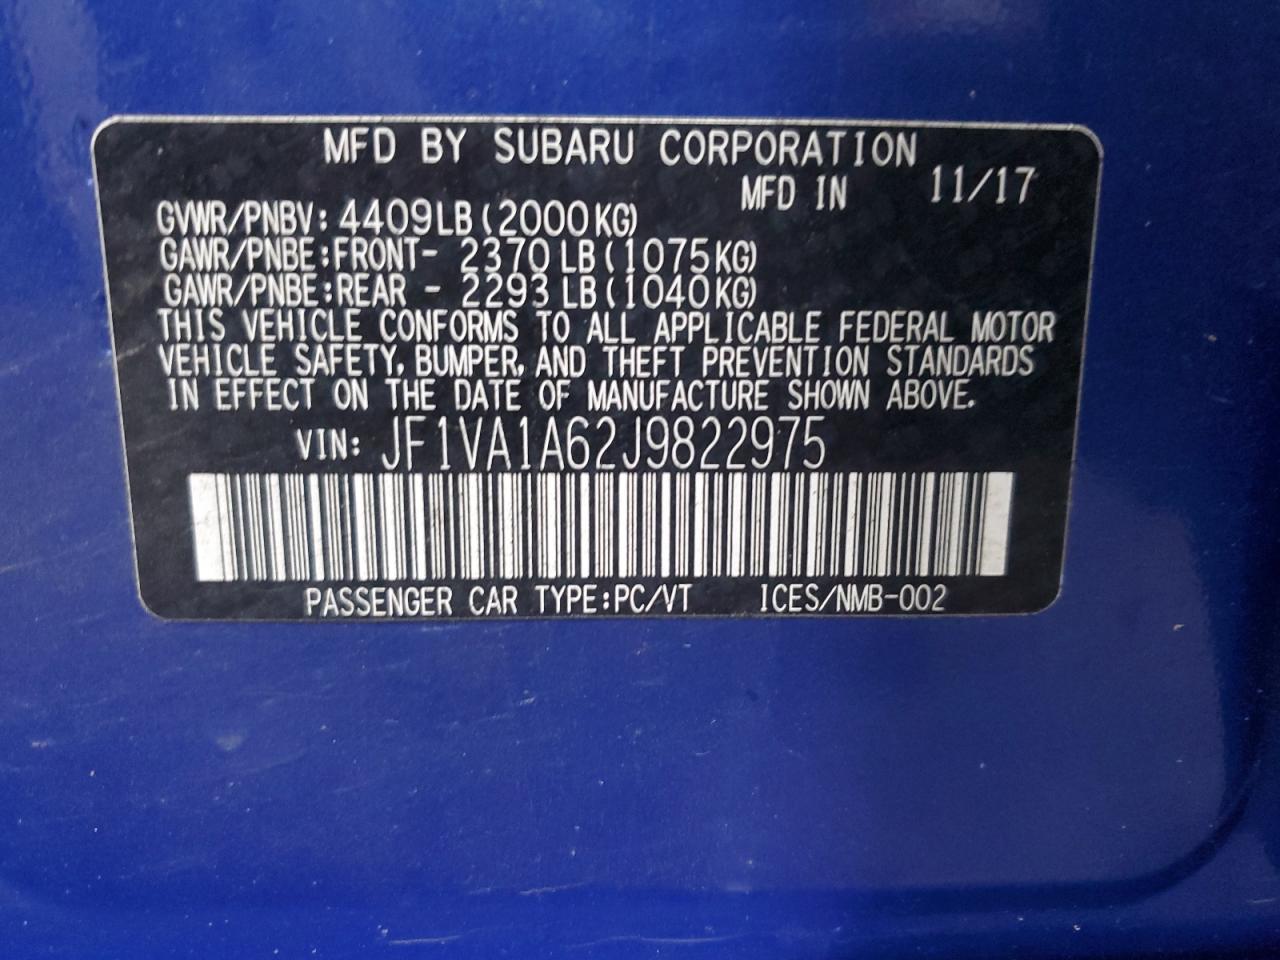 MFD BY SUBARU CORPORATION
MFD IN 11/17
GVWR/PNBV: 4409LB(2000KG)
GAWR/PNBE:FRONT- 2370LB(1075KG)
GAWR/PNBE:REAR - 2293LB(1040KG)
THIS VEHICLE CONFORMS TO ALL APPLICABLE FEDERAL MOTOR
VEHICLE SAFETY, BUMPER, AND THEFT PREVENTION STANDARDS
IN EFFECT ON THE DATE OF MANUFACTURE SHOWN ABOVE.
VIN: JF1VA1A62J9822975
PASSENGER CAR TYPE:PC/VT ICES/NMB-002